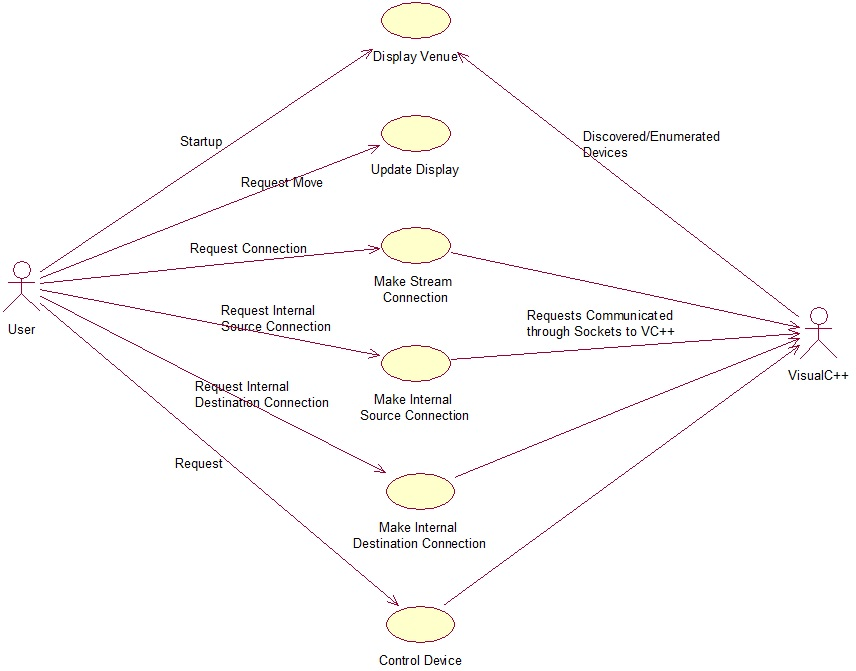 Display Venue
Startup
Discovered/Enumerated
Devices
Update Display
Request Move
Request Connection
Make Stream
Connection
User
Request Internal
Source Connection
Requests Communicated
through Sockets to VC++
VisualC++
Make Internal
Source Connection
Request Internal
Destination Connection
Request
Make Internal
Destination Connection
Control Device